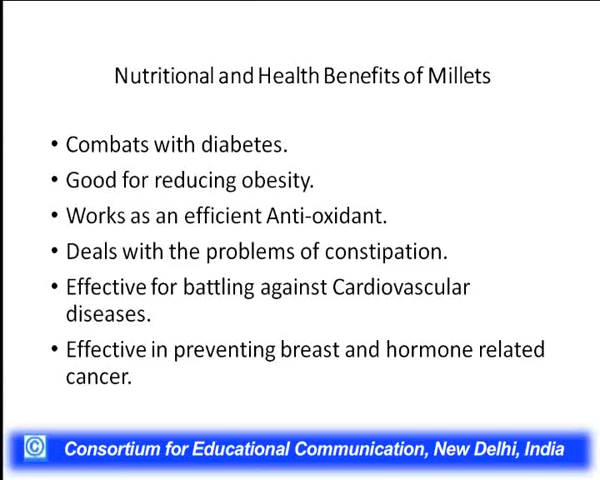 Nutritional and Health Benefits of Millets
• Combats with diabetes.
• Good for reducing obesity.
• Works as an efficient Anti-oxidant.
• Deals with the problems of constipation.
• Effective for battling against Cardiovascular
diseases.
• Effective in preventing breast and hormone related
cancer.
© Consortium for Educational Communication, New Delhi, India